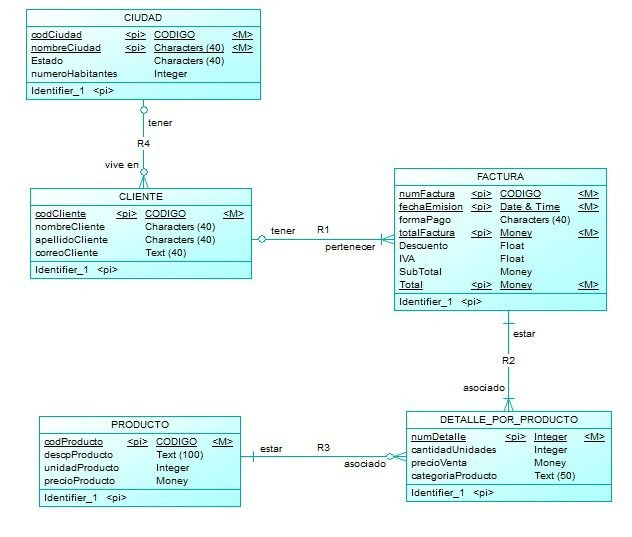 CIUDAD
codCiudad <pi> CODIGO <M>
nombreCiudad <pi> Characters (40) <M>
Estado Characters (40)
numeroHabitantes Integer
Identifier_1 <pi>
tener
R4
vive en
CLIENTE
codCliente <pi> CODIGO <M>
nombreCliente Characters (40)
apellidoCliente Characters (40)
correoCliente Text (40)
Identifier_1 <pi>
tener R1
pertenecer
FACTURA
numFactura <pi> CODIGO <M>
fechaEmision <pi> Date & Time <M>
formaPago Characters (40)
totalFactura <pi> Money <M>
Descuento Float
IVA Float
SubTotal Money
Total <pi> Money <M>
Identifier_1 <pi>
estar
R2
asociado
PRODUCTO
codProducto <pi> CODIGO <M>
descpProducto Text (100)
unidadProducto Integer
precioProducto Money
Identifier_1 <pi>
estar R3
asociado
DETALLE_POR_PRODUCTO
numDetalle <pi> Integer <M>
cantidadUnidades Integer
precioVenta Money
categoriaProducto Text (50)
Identifier_1 <pi>